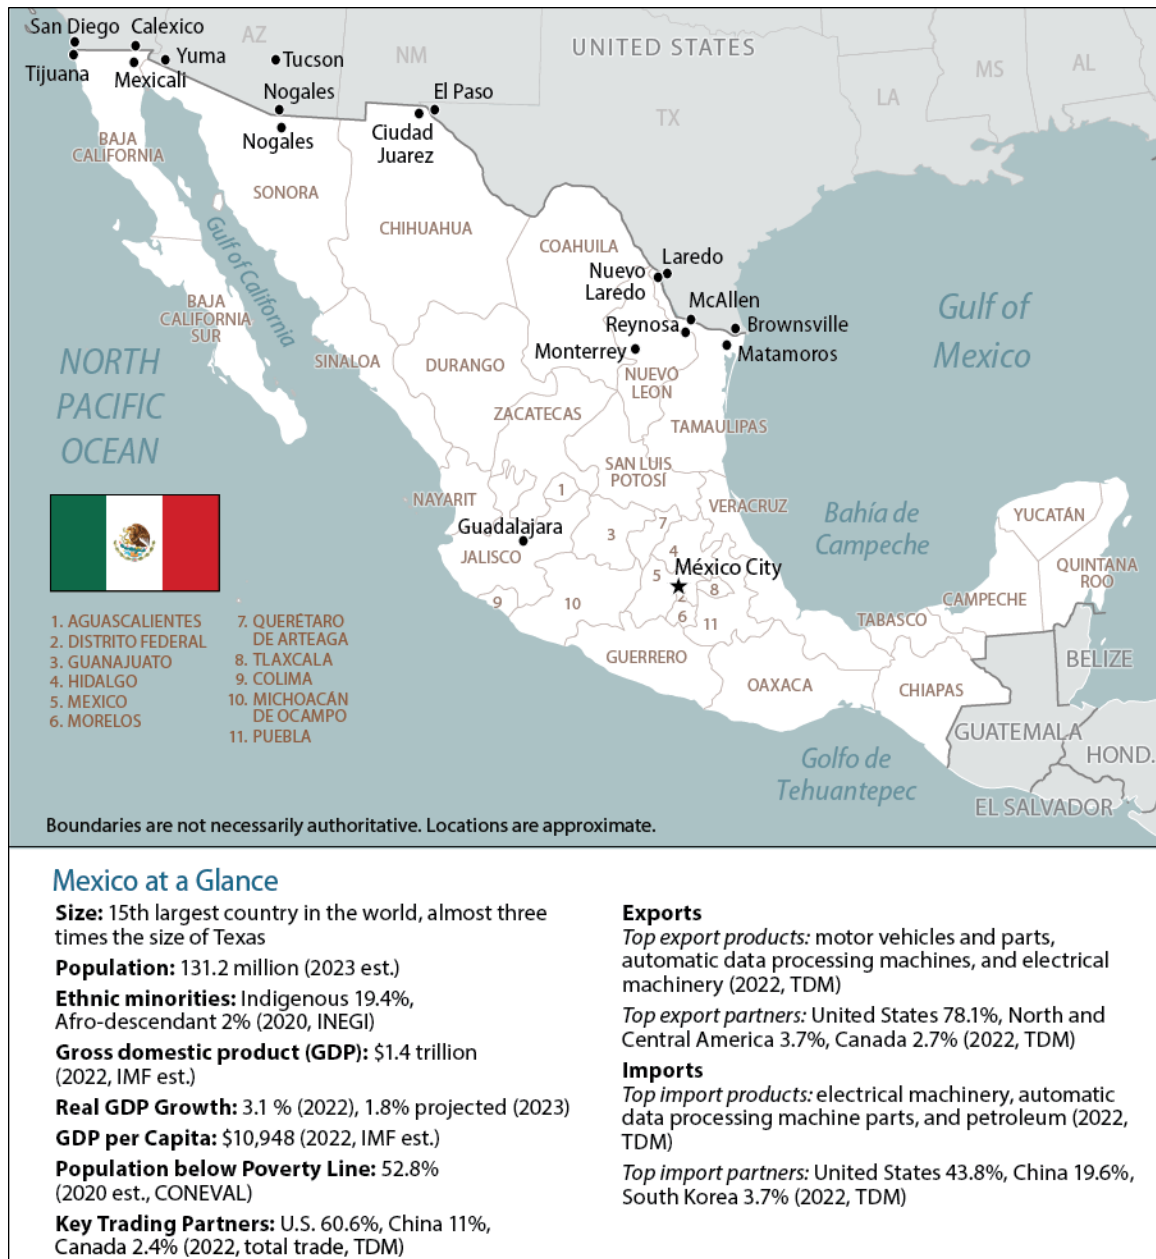 San Diego
Calexico
AZ
NM
UNITED STATES
MS
AL
Tijuana
Mexicali
Yuma
Tucson
LA
TX
Nogales
El Paso
Nogales
Ciudad
Juarez
BAJA
CALIFORNIA
SONORA
CHIHUAHUA
COAHUILA
Gulf of California
Nuevo
Laredo
Laredo
McAllen
Reynosa
Brownsville
Monterrey
Matamoros
Gulf of
Mexico
BAJA
CALIFORNIA
SUR
NORTH
PACIFIC
OCEAN
SINALOA
DURANGO
NUEVO
LEON
ZACATECAS
TAMAULIPAS
SAN LUIS
POTOSÍ
NAYARIT
1
VERACRUZ
Bahía de
Campeche
YUCATÁN
Guadalajara
3
7
4
JALISCO
5
México City
QUINTANA
ROO
9
10
2
8
6
11
CAMPECHE
TABASCO
GUERRERO
OAXACA
CHIAPAS
BELIZE
GUATEMALA
HOND.
EL SALVADOR
Golfo de
Tehuantepec
1. AGUASCALIENTES
2. DISTRITO FEDERAL
3. GUANAJUATO
4. HIDALGO
5 MEXICO
6. MORELOS
7. QUERÉTARO
DE ARTEAGA
8. TLAXCALA
9. COLIMA
10. MICHOACÁN
DE OCAMPO
11. PUEBLA
Boundaries are not necessarily authoritative. Locations are approximate.
Mexico at a Glance
Size: 15th largest country in the world, almost three
times the size of Texas
Population: 131.2 million (2023 est.)
Ethnic minorities: Indigenous 19.4%,
Afro-descendant 2% (2020, INEGI)
Gross domestic product (GDP): $1.4 trillion
(2022, IMF est.)
Real GDP Growth: 3.1 % (2022), 1.8% projected (2023)
GDP per Capita: $10,948 (2022, IMF est.)
Population below Poverty Line: 52.8%
(2020 est., CONEVAL)
Key Trading Partners: U.S. 60.6%, China 11%,
Canada 2.4% (2022, total trade, TDM)
Exports
Top export products: motor vehicles and parts,
automatic data processing machines, and electrical
machinery (2022, TDM)
Top export partners: United States 78.1%, North and
Central America 3.7%, Canada 2.7% (2022, TDM)
Imports
Top import products: electrical machinery, automatic
data processing machine parts, and petroleum (2022,
TDM)
Top import partners: United States 43.8%, China 19.6%,
South Korea 3.7% (2022, TDM)